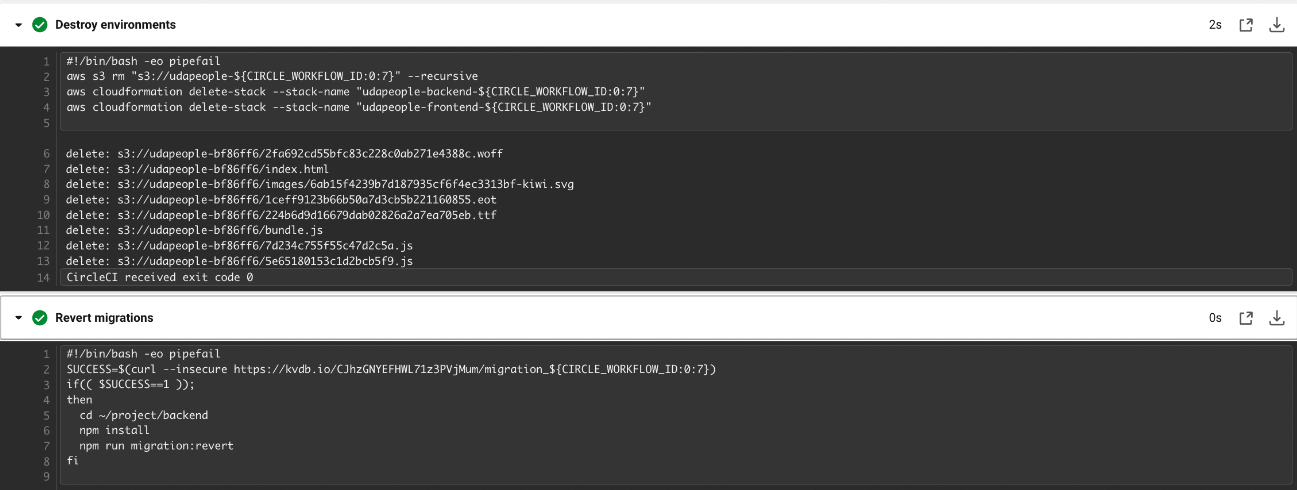 Destroy environments
2s
1 #!/bin/bash -eo pipefail
2 aws s3 rm "s3://udapeople-${CIRCLE_WORKFLOW_ID:0:7}" --recursive
3 aws cloudformation delete-stack --stack-name "udapeople-backend-${CIRCLE_WORKFLOW_ID:0:7}"
4 aws cloudformation delete-stack --stack-name "udapeople-frontend-${CIRCLE_WORKFLOW_ID:0:7}"
5
6 delete: s3://udapeople-bf86ff6/2fa692cd55bfc83c228c0ab271e4388c.woff
7 delete: s3://udapeople-bf86ff6/index.html
8 delete: s3://udapeople-bf86ff6/images/6ab15f4239b7d187935cf6f4ec3313bf-kiwi.svg
9 delete: s3://udapeople-bf86ff6/1ceff9123b66b50a7d3cb5b221160855.eot
10 delete: s3://udapeople-bf86ff6/224b6d9d16679dab02826a2a7ea705eb.ttf
11 delete: s3://udapeople-bf86ff6/bundle.js
12 delete: s3://udapeople-bf86ff6/7d234c755f55c47d2c5a.js
13 delete: s3://udapeople-bf86ff6/5e65180153c1d2bcb5f9.js
14 CircleCI received exit code 0
Revert migrations
0s
1 #!/bin/bash -eo pipefail
2 SUCCESS=$(curl --insecure https://kvdb.io/CJhzGNYEFHWL71z3PVjMum/migration_${CIRCLE_WORKFLOW_ID:0:7})
3 if(( $SUCCESS==1 ));
4 then
5   cd ~/project/backend
6   npm install
7   npm run migration:revert
8 fi
9